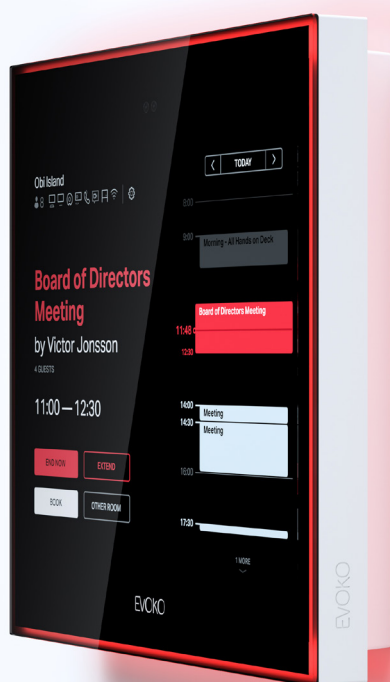 Obi Island
8
Board of Directors
Meeting
by Victor Jonsson
4 GUESTS
11:00 — 12:30
END NOW
EXTEND
BOOK
OTHER ROOM
TODAY
8:00
9:00
Morning - All Hands on Deck
Board of Directors Meeting
11:48
12:30
14:00
Meeting
14:30
Meeting
16:00
17:30
1 MORE
EVOKO
EVOKO